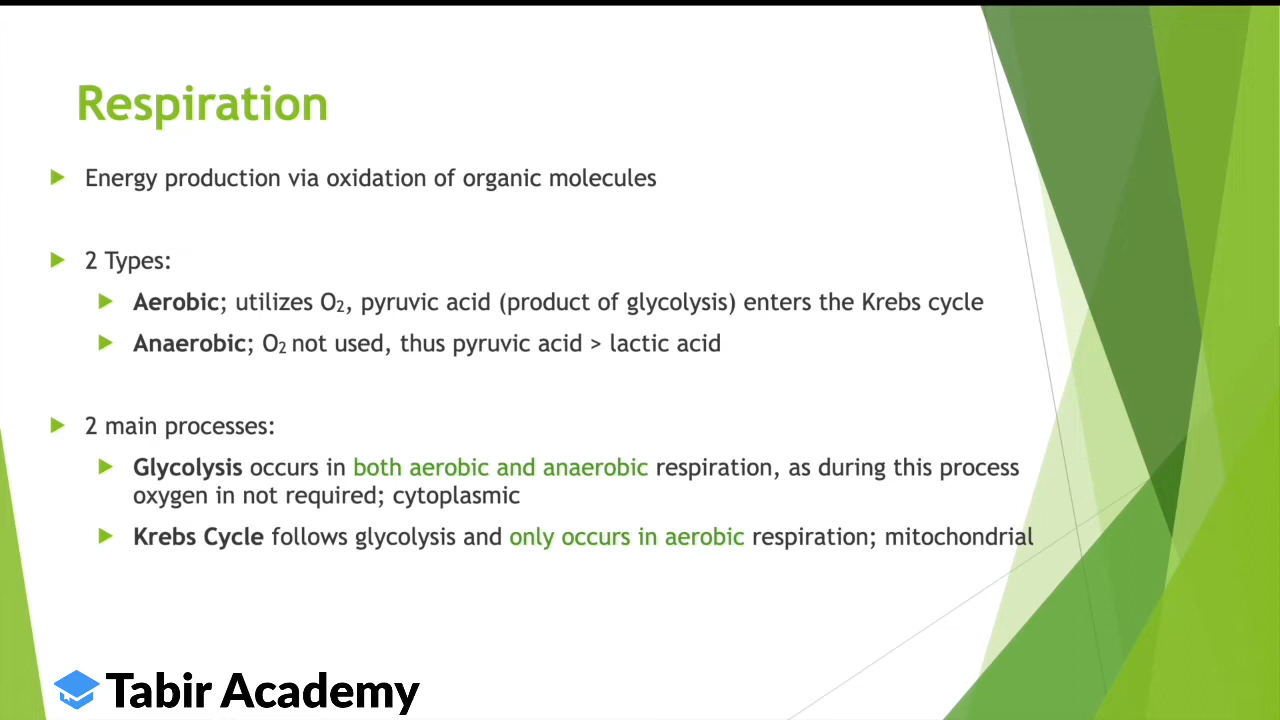 Respiration
Energy production via oxidation of organic molecules
2 Types:
Aerobic; utilizes O₂, pyruvic acid (product of glycolysis) enters the Krebs cycle
Anaerobic; O₂ not used, thus pyruvic acid > lactic acid
2 main processes:
Glycolysis occurs in both aerobic and anaerobic respiration, as during this process
oxygen in not required; cytoplasmic
Krebs Cycle follows glycolysis and only occurs in aerobic respiration; mitochondrial
Tabir Academy